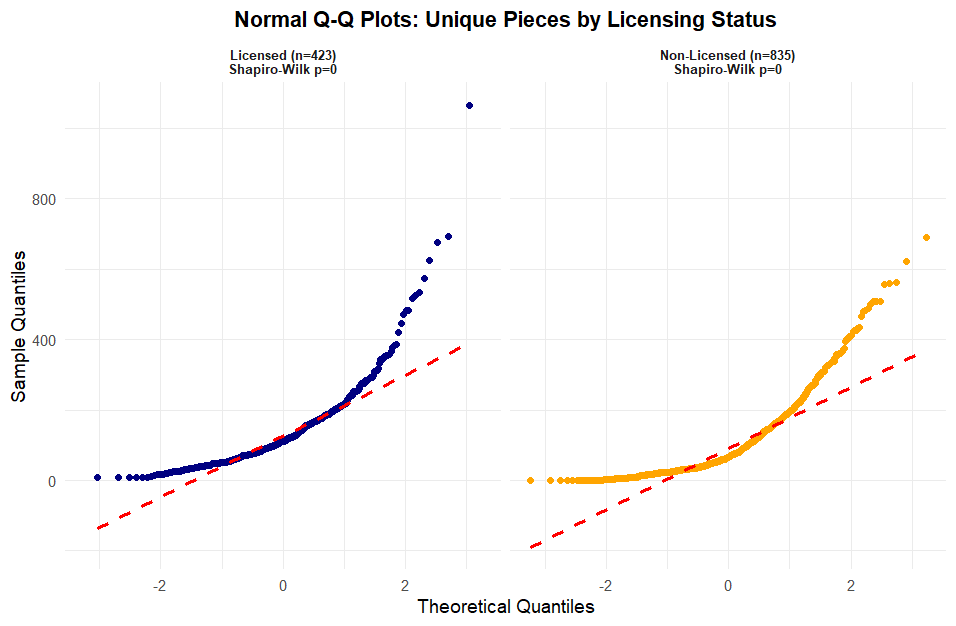 Normal Q-Q Plots: Unique Pieces by Licensing Status
Licensed (n=423)
Shapiro-Wilk p=0
Non-Licensed (n=835)
Shapiro-Wilk p=0
Sample Quantiles
800
400
0
-2
0
2
-2
0
2
Theoretical Quantiles